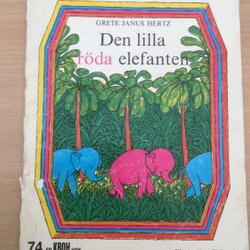 GRETE JANUS HERTZ
Den lilla
röda elefanten
74 KRON